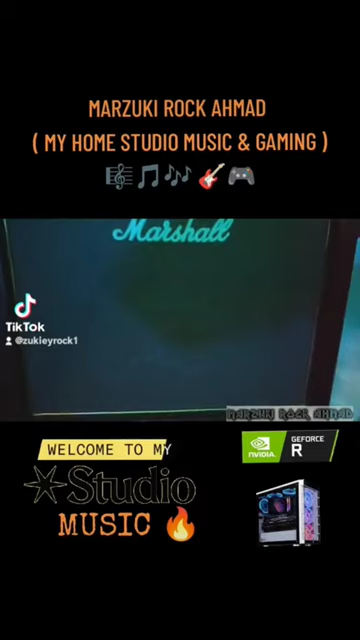 MARZUKI ROCK AHMAD
( MY HOME STUDIO MUSIC & GAMING )
Marshall
TikTok
@zukieyrock1
MARZUKI ROCK AHMAD
WELCOME TO MY
Studio
MUSIC
NVIDIA.
GEFORCE
R